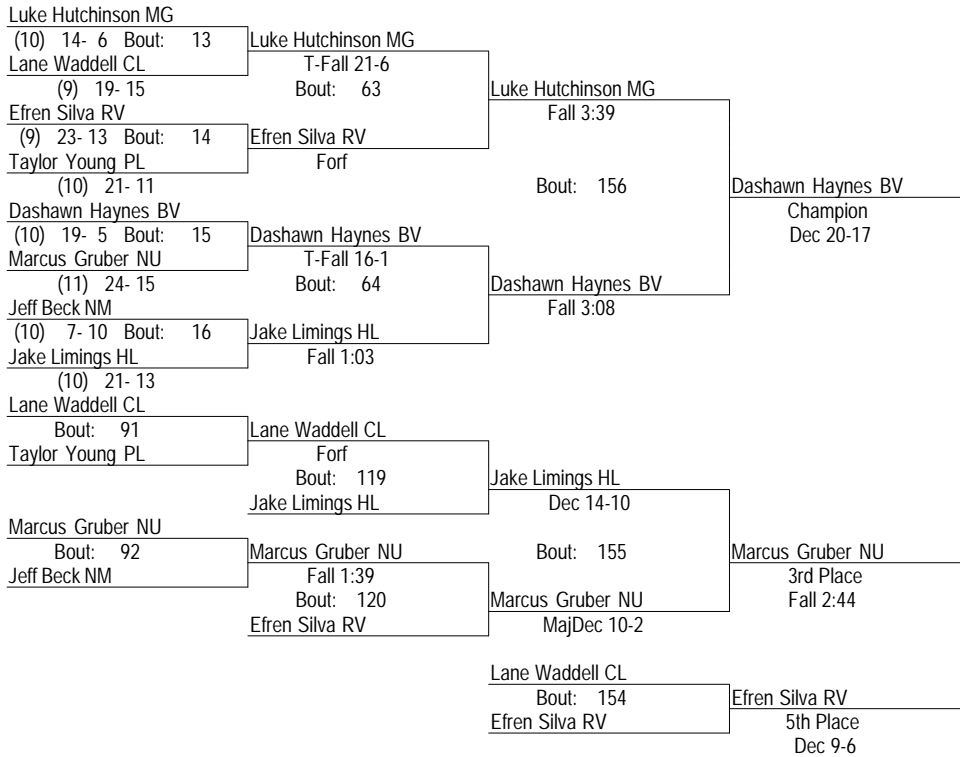 Luke Hutchinson MG
(10) 14- 6 Bout: 13 Luke Hutchinson MG
Lane Waddell CL T-Fall 21-6
(9) 19- 15 Bout: 63 Luke Hutchinson MG
Efren Silva RV Fall 3:39
(9) 23- 13 Bout: 14 Efren Silva RV
Taylor Young PL Forf
(10) 21- 11 Bout: 156 Dashawn Haynes BV
Dashawn Haynes BV Champion
(10) 19- 5 Bout: 15 Dashawn Haynes BV Dec 20-17
Marcus Gruber NU T-Fall 16-1
(11) 24- 15 Bout: 64 Dashawn Haynes BV
Jeff Beck NM Fall 3:08
(10) 7- 10 Bout: 16 Jake Limings HL
Jake Limings HL Fall 1:03
(10) 21- 13
Lane Waddell CL
Bout: 91 Lane Waddell CL
Taylor Young PL Forf
Bout: 119 Jake Limings HL
Jake Limings HL Dec 14-10
Marcus Gruber NU
Bout: 92 Marcus Gruber NU Bout: 155 Marcus Gruber NU
Jeff Beck NM Fall 1:39 3rd Place
Bout: 120 Marcus Gruber NU Fall 2:44
Efren Silva RV MajDec 10-2
Lane Waddell CL
Bout: 154 Efren Silva RV
Efren Silva RV 5th Place
Dec 9-6